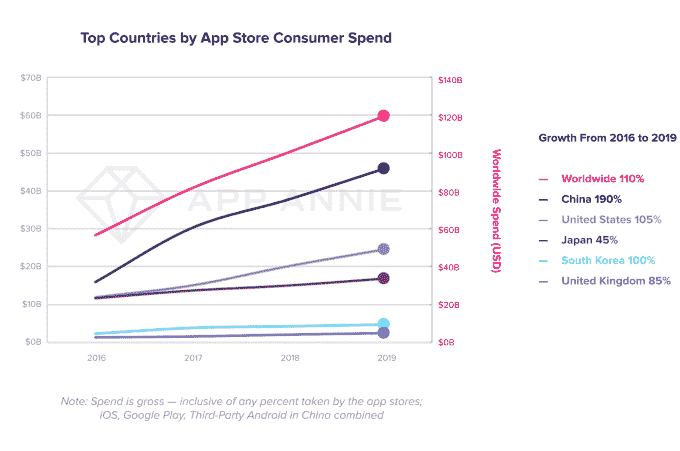 Top Countries by App Store Consumer Spend
$70B
$60B
$50B
$40B
$30B
$20B
$10B
$0B
APP ANNIE
$140B
$120B
$100B
$80B
$60B
$40B
$20B
$0B
Worldwide Spend (USD)
2016 2017 2018 2019
Growth From 2016 to 2019
Worldwide 110%
China 190%
United States 105%
Japan 45%
South Korea 100%
United Kingdom 85%
Note: Spend is gross — inclusive of any percent taken by the app stores;
iOS, Google Play, Third-Party Android in China combined